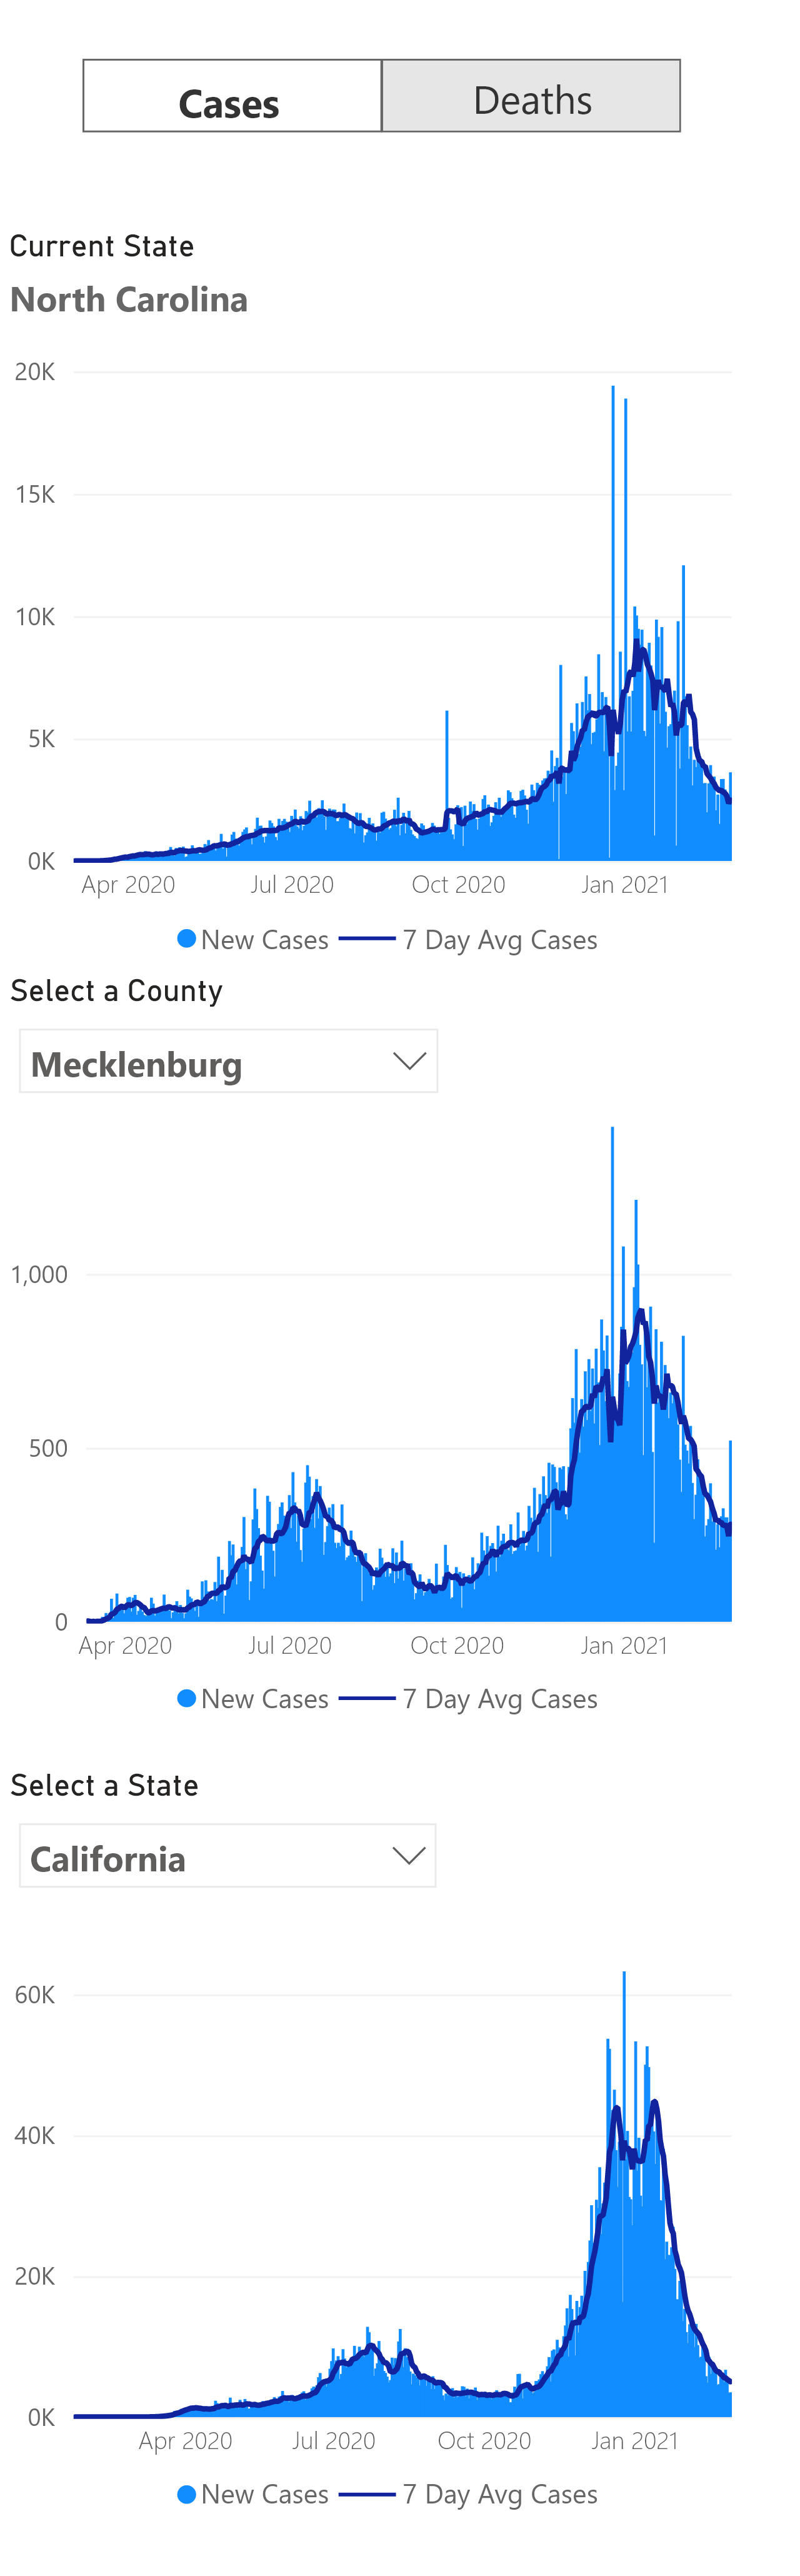 Cases Deaths
Current State
North Carolina
20K
15K
10K
5K
0K
Apr 2020 Jul 2020 Oct 2020 Jan 2021
New Cases 7 Day Avg Cases
Select a County
Mecklenburg
1,000
500
0
Apr 2020 Jul 2020 Oct 2020 Jan 2021
New Cases 7 Day Avg Cases
Select a State
California
60K
40K
20K
0K
Apr 2020 Jul 2020 Oct 2020 Jan 2021
New Cases 7 Day Avg Cases